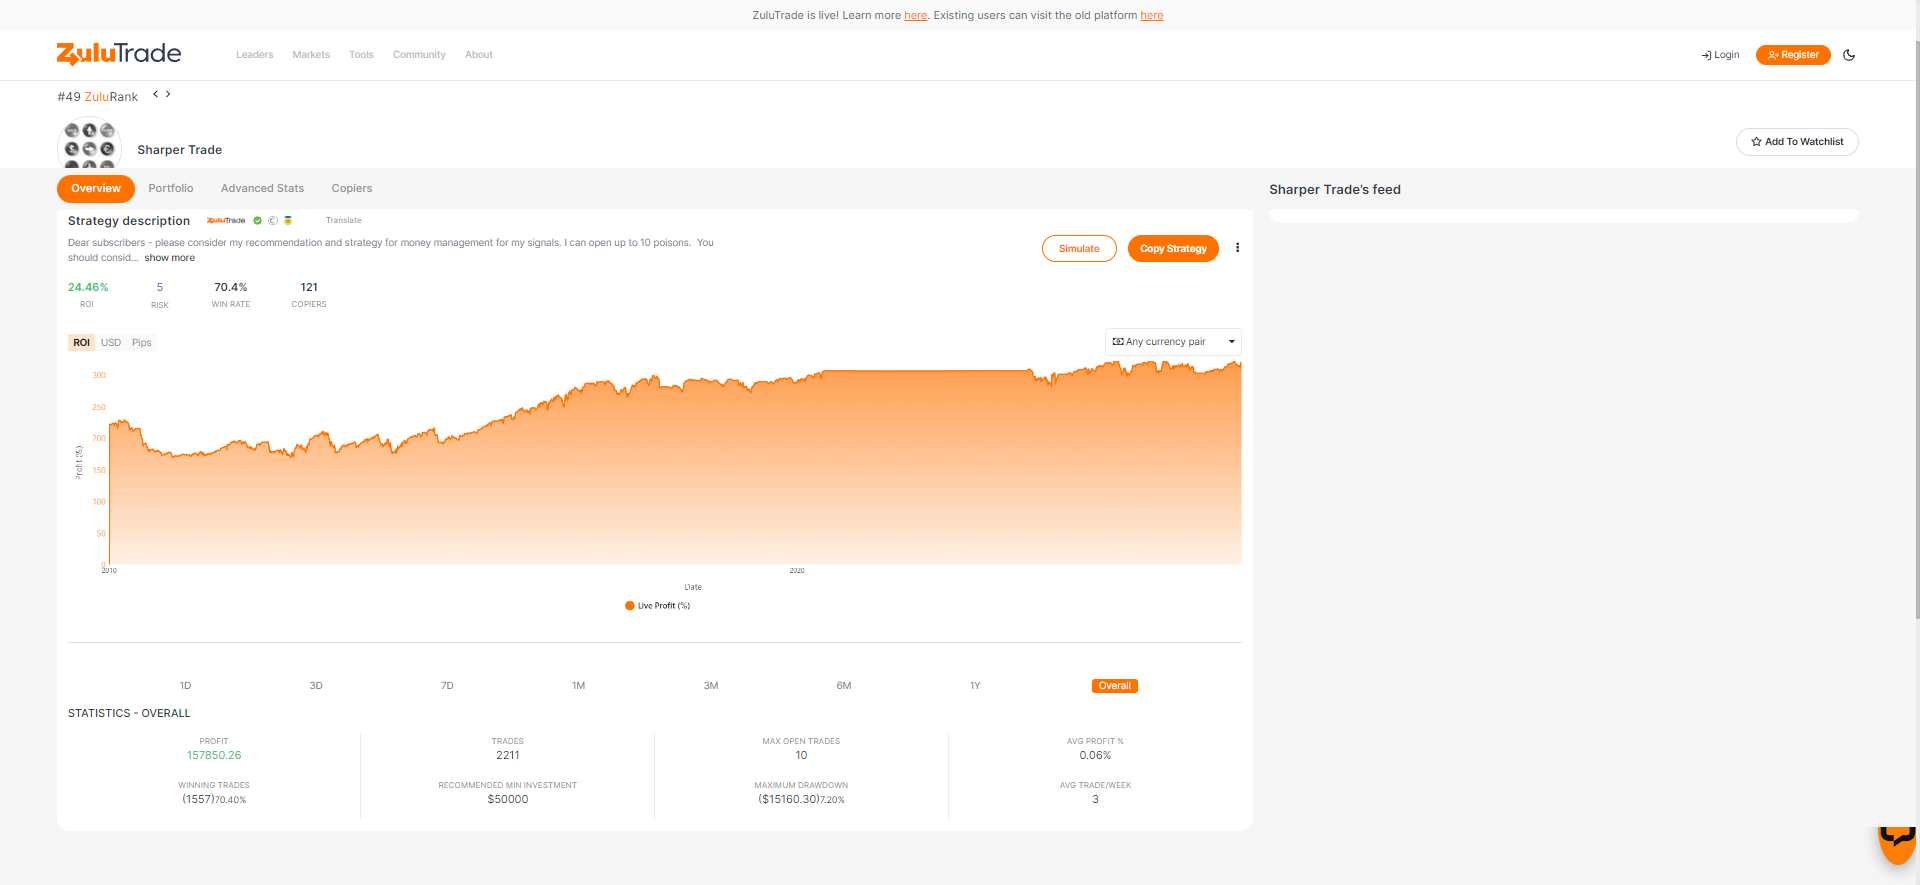 ZuluTrade is live! Learn more here. Existing users can visit the old platform here
ZuluTrade
Leaders Markets Tools Community About
Login Register
#49 ZuluRank
Sharper Trade
Add To Watchlist
Overview Portfolio Advanced Stats Copiers
Sharper Trade's feed
Strategy description ZuluTrade Translate
Dear subscribers - please consider my recommendation and strategy for money management for my signals. I can open up to 10 poisons. You
should consid... show more
Simulate Copy Strategy
24.46% 5 70.4% 121
ROI RISK WIN RATE COPIERS
ROI USD Pips
Any currency pair
300
250
200
150
100
50
0
Profit (%)
2010 2020
Date
Live Profit (%)
1D 3D 7D 1M 3M 6M 1Y Overall
STATISTICS - OVERALL
PROFIT TRADES MAX OPEN TRADES AVG PROFIT %
157850.26 2211 10 0.06%
WINNING TRADES RECOMMENDED MIN INVESTMENT MAXIMUM DRAWDOWN AVG TRADE/WEEK
(1557)70.40% $50000 ($15160.30)7.20% 3